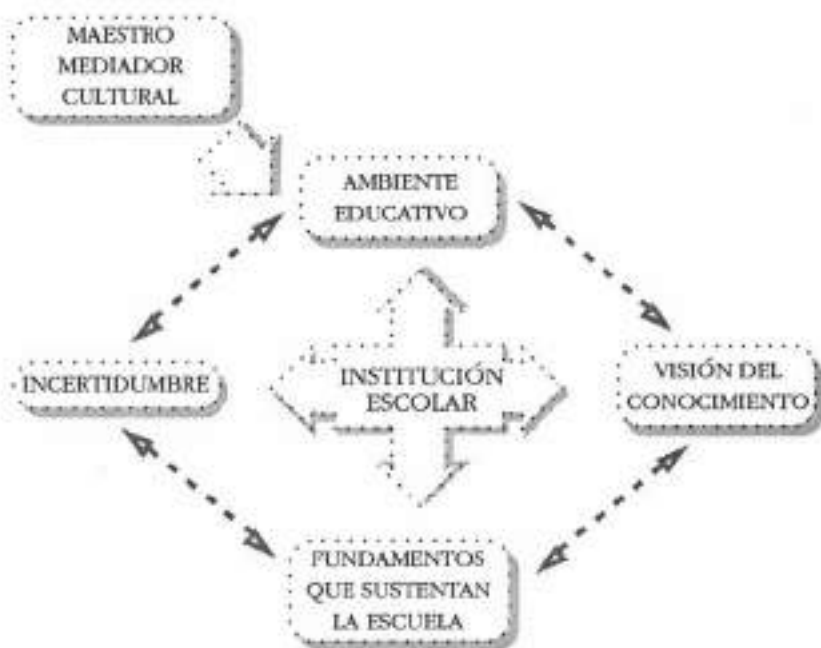 MAESTRO
MEDIADOR
CULTURAL
AMBIENTE
EDUCATIVO
INCERTIDUMBRE
INSTITUCIÓN
ESCOLAR
VISIÓN DEL
CONOCIMIENTO
FUNDAMENTOS
QUE SUSTENTAN
LA ESCUELA